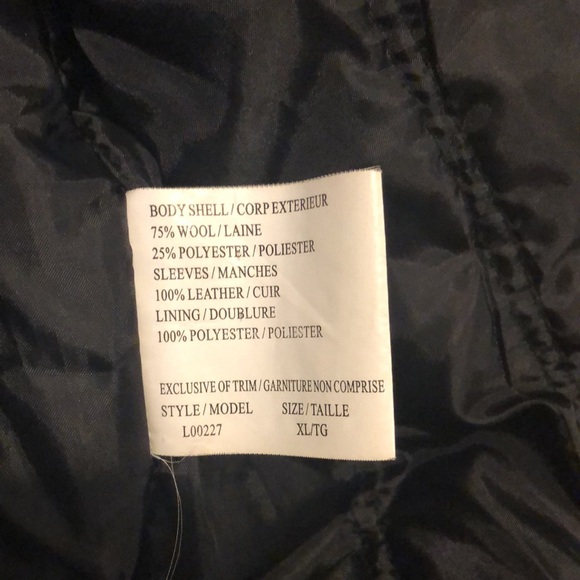 BODY SHELL / CORP EXTERIEUR
75% WOOL / LAINE
25% POLYESTER / POLIESTER
SLEEVES / MANCHES
100% LEATHER / CUIR
LINING / DOUBLURE
100% POLYESTER / POLIESTER
EXCLUSIVE OF TRIM / GARNITURE NON COMPRISE
STYLE / MODEL SIZE / TAILLE
L00227 XL/TG